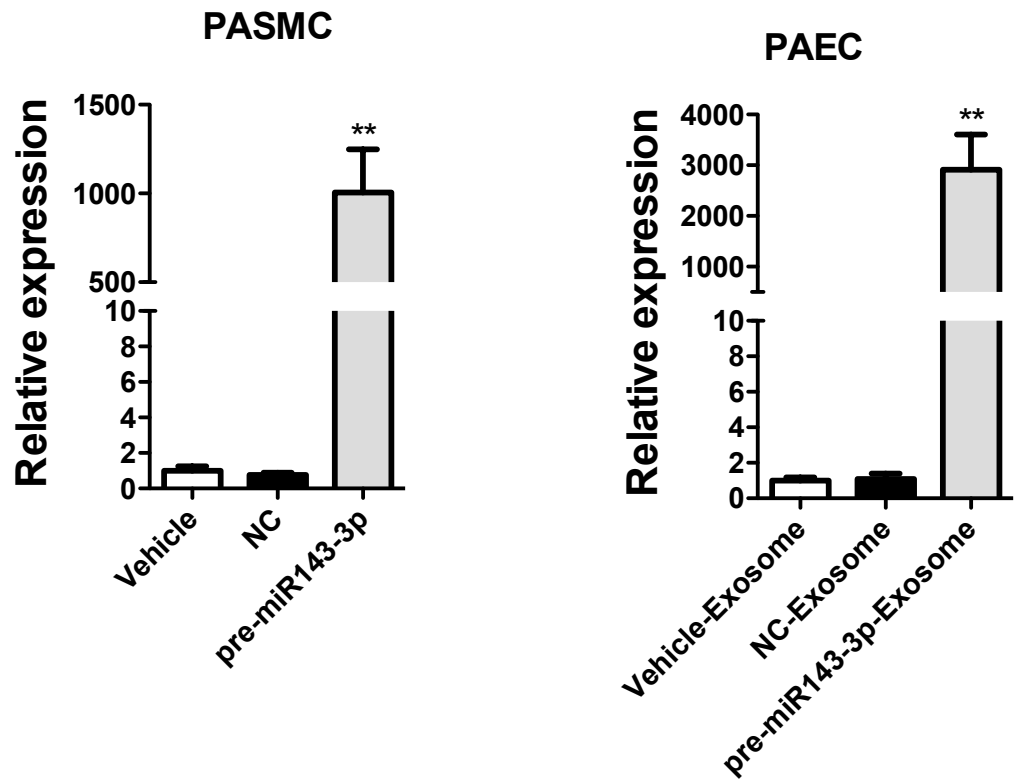 PASMC
Relative expression
1500
1000
500
10
8
6
4
2
0
**
Vehicle
NC
pre-miR143-3p
PAEC
Relative expression
4000
3000
2000
1000
10
8
6
4
2
0
**
Vehicle-Exosome
NC-Exosome
pre-miR143-3p-Exosome